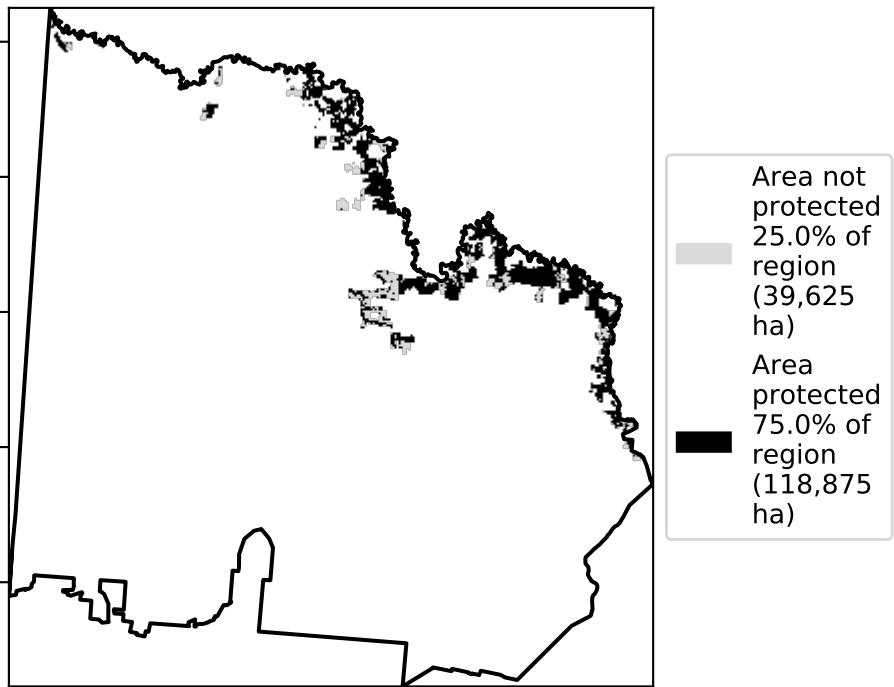 Area not
protected
25.0% of
region
(39,625
ha)
Area
protected
75.0% of
region
(118,875
ha)